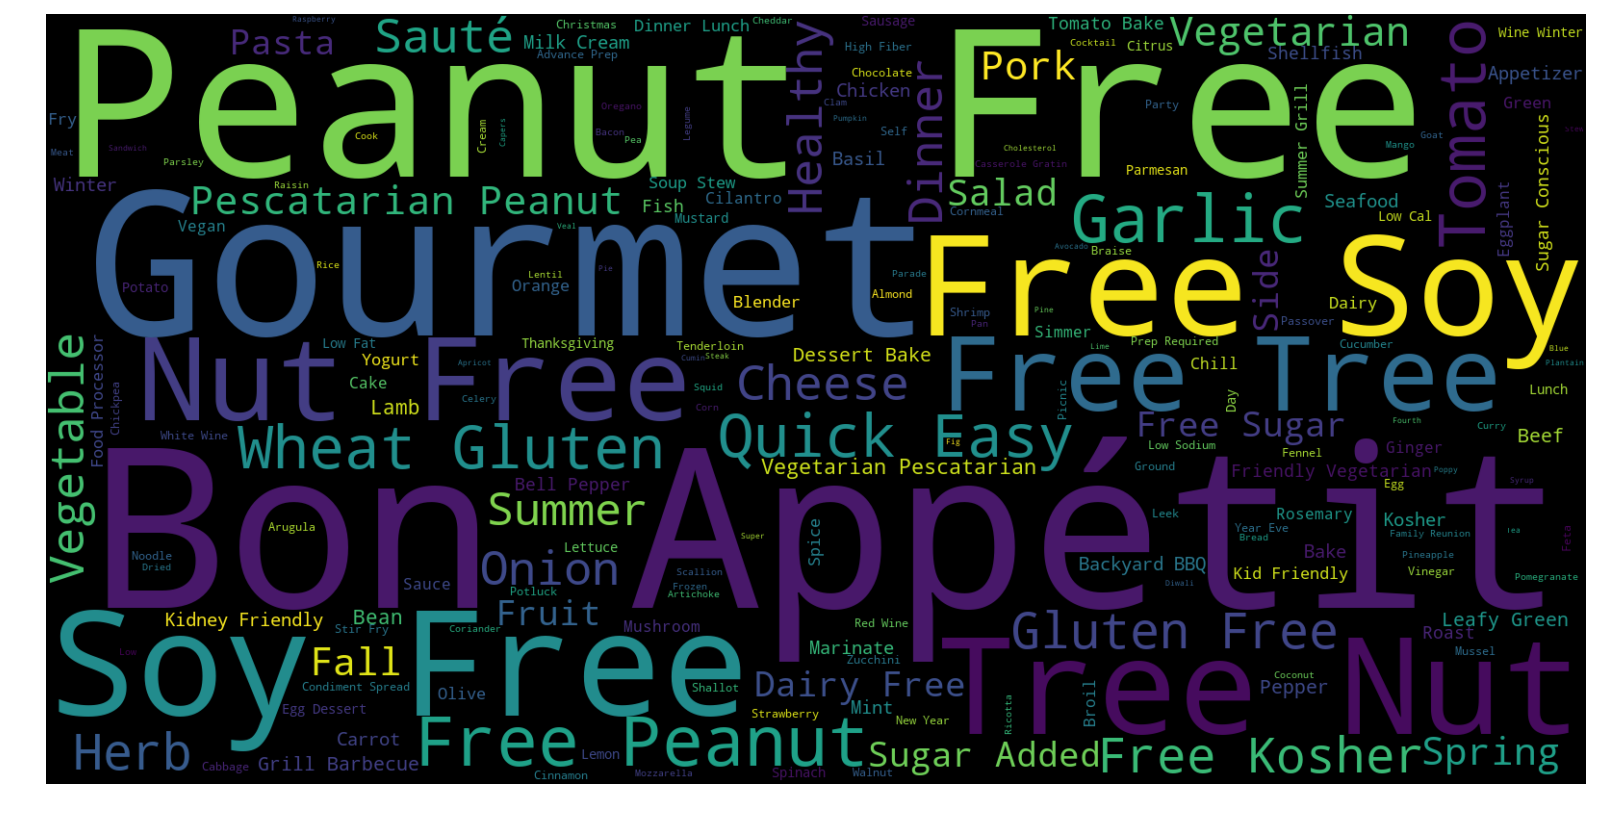 Raspberry
Christmas
Dinner Lunch
Cheddar
Sausage
Tomato Bake
Vegetarian
Wine Winter
Pasta
Sauté
Milk Cream
Advance Prep
High Fiber
Cocktail
Citrus
Shellfish
Peanut Free
Pork
Healthy
Chocolate
Chicken
Dinner
Tomato
Appetizer
Clam
Pumpkin
Party
Summer Grill
Green
Fry
Oregano
Legume
Cook
Cream
Capers
Bacon
Pea
Self
Goat
Mango
Sugar Conscious
Stew
Meat
Sandwich
Parsley
Cholesterol
Casserole Gratin
Basil
Parmesan
Winter
Raisin
Soup Stew
Cilantro
Salad
Pescatarian Peanut
Fish
Mustard
Cornmeal
Garlic
Seafood
Low Cal
Eggplant
Vegan
Veal
Gourmet
Free Soy
Avocado
Braise
Side
Rice
Lentil
Pie
Parade
Potato
Orange
Blender
Almond
Dairy
Shrimp
Pine
Pan
Simmer
Passover
Vegetable
Food Processor
Nut Free
Low Fat
Thanksgiving
Tenderloin
Prep Required
Cucumber
Lime
Blue
Yogurt
Apricot
Cumin
Steak
Dessert Bake
Free Tree
Chill
Plantain
Cake
Celery
Squid
Cheese
Picnic
Day
Lunch
Chickpea
Lamb
Corn
Free Sugar
Fourth
Curry
Wheat Gluten
White Wine
Quick Easy
Fig
Low Sodium
Beef
Ginger
Fennel
Vegetarian Pescatarian
Ground
Friendly Vegetarian
Poppy
Bon Appétit
Bell Pepper
Egg
Syrup
Summer
Leek
Rosemary
Kosher
Arugula
Spice
Year Eve
Family Reunion
Tea
Feta
Super
Bread
Lettuce
Noodle
Dried
Onion
Bake
Pineapple
Backyard BBQ
Kid Friendly
Vinegar
Pomegranate
Scallion
Sauce
Frozen
Potluck
Artichoke
Diwali
Soy Free
Kidney Friendly
Bean
Fruit
Stir Fry
Coriander
Mushroom
Red Wine
Gluten Free
Leafy Green
Roast
Marinate
Tree Nut
Low
Fall
Zucchini
Mussel
Coconut
Condiment Spread
Olive
Shallot
Dairy Free
Broil
Pepper
Egg Dessert
Strawberry
Mint
New Year
Ricotta
Herb
Carrot
Free Peanut
Lemon
Sugar Added
Free Kosher
Spring
Cabbage
Grill Barbecue
Cinnamon
Mozzarella
Spinach
Walnut